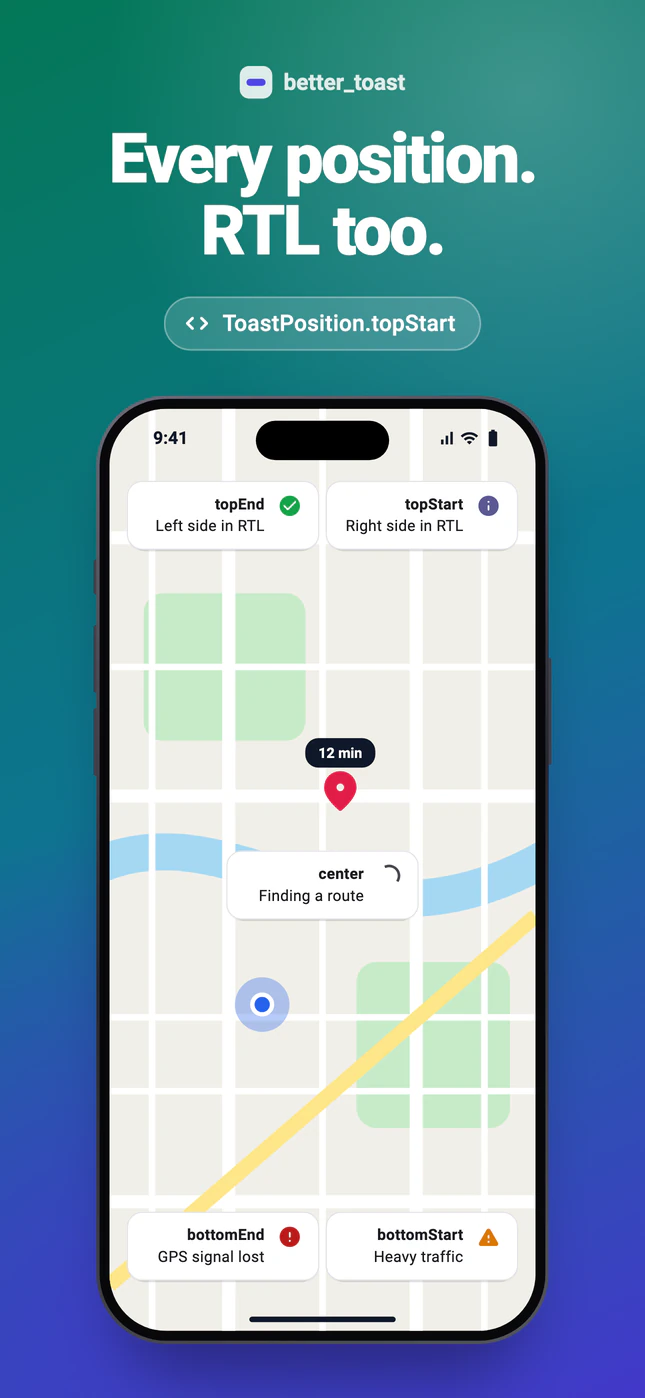 better_toast
Every position.
RTL too.
ToastPosition.topStart
9:41
topEnd
Left side in RTL
topStart
Right side in RTL
12 min
center
Finding a route
bottomEnd
GPS signal lost
bottomStart
Heavy traffic